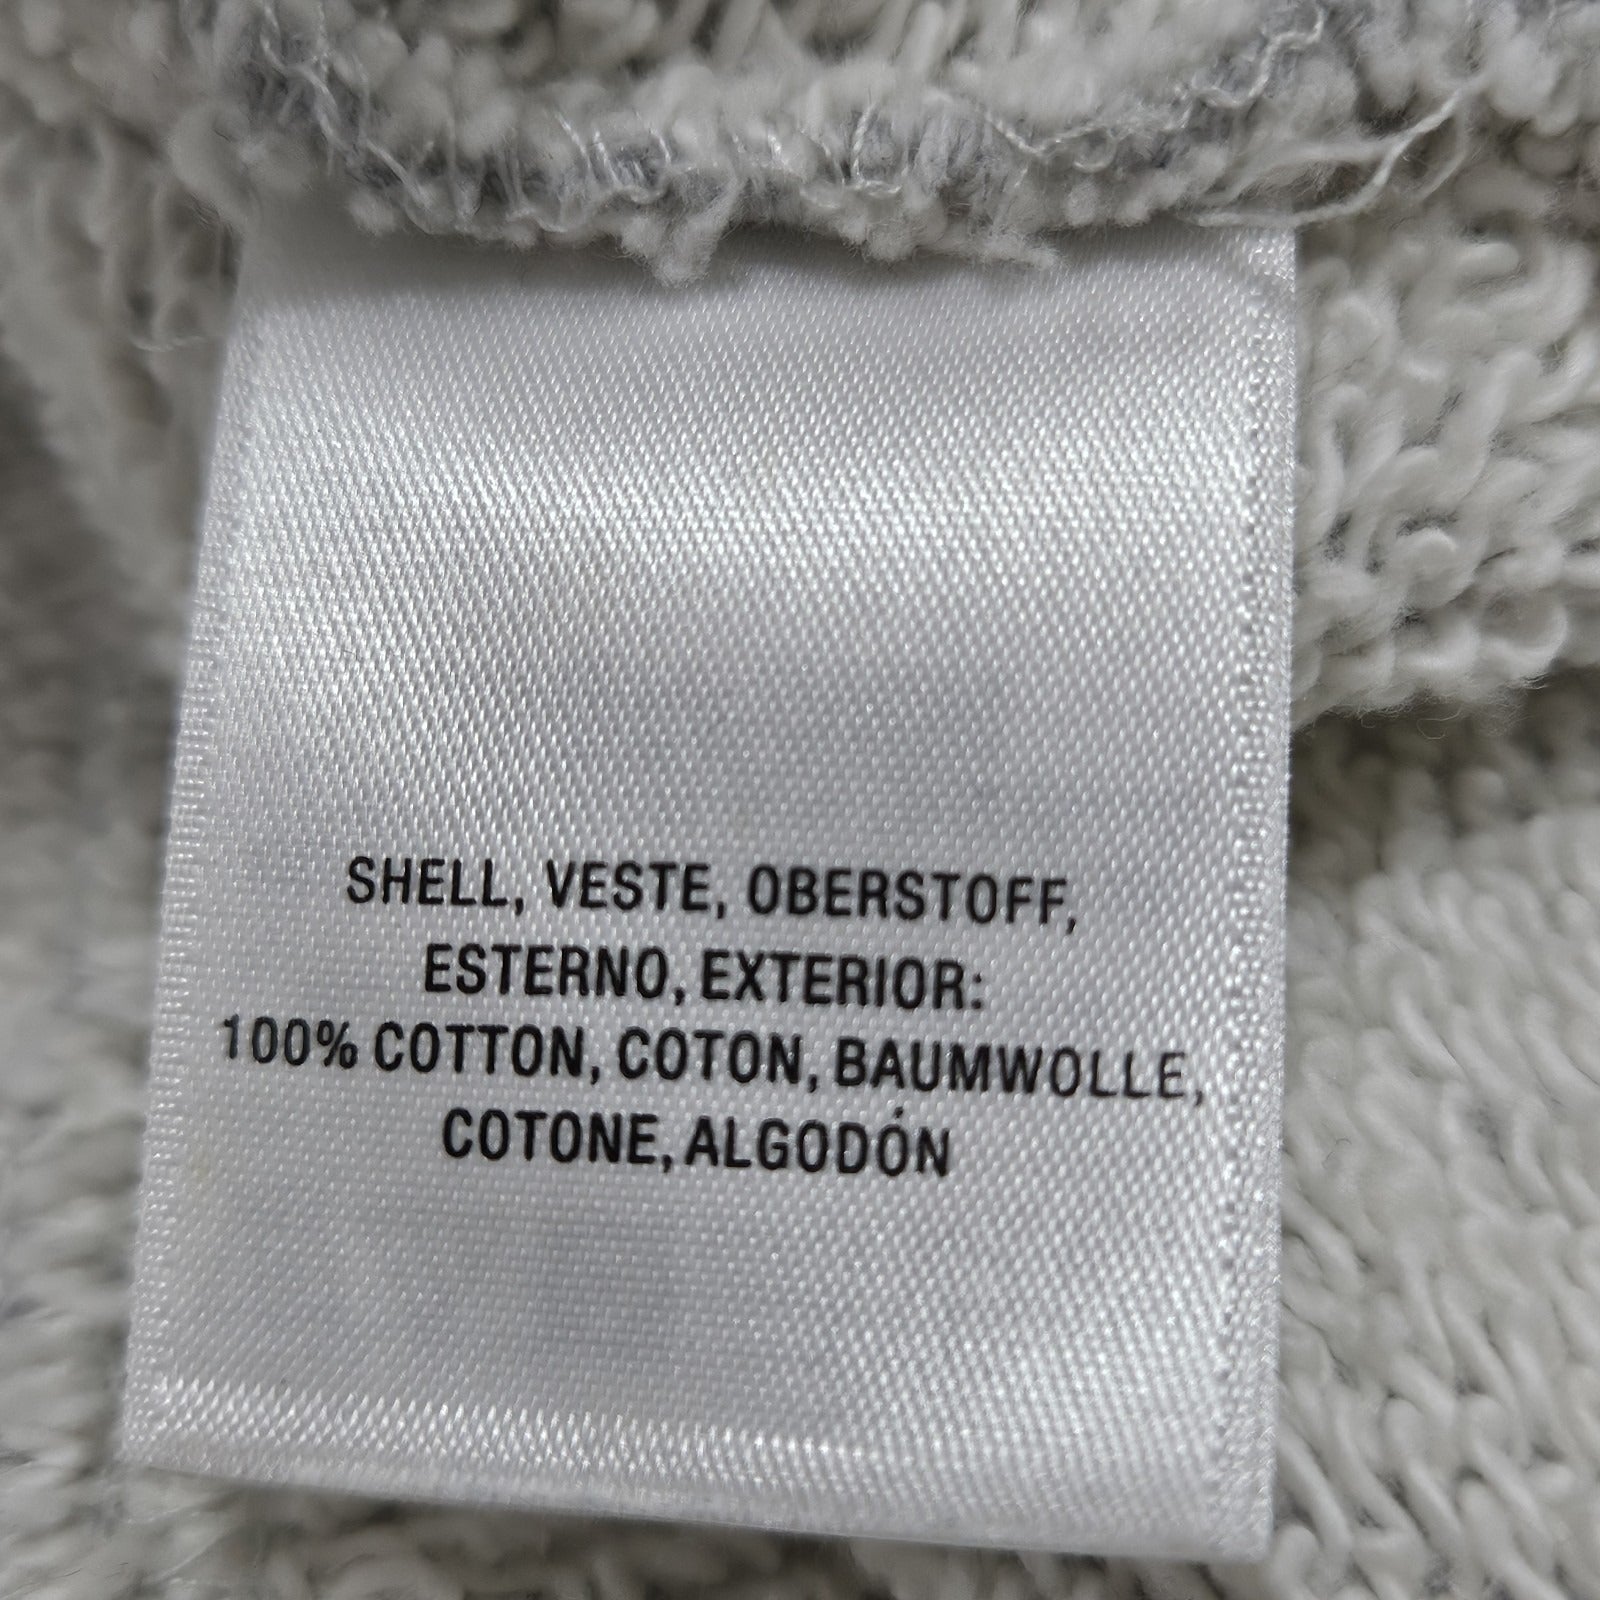 SHELL, VESTE, OBERSTOFF,
ESTERNO, EXTERIOR:
100% COTTON, COTON, BAUMWOLLE,
COTONE, ALGODÓN